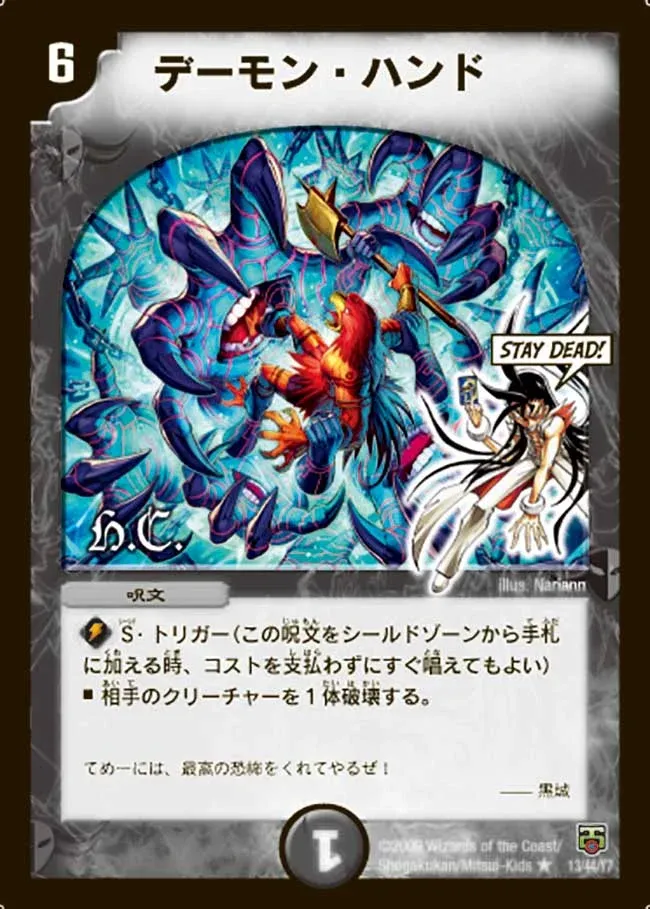 6
デーモン・ハンド
STAY DEAD!
H.C.
illus. Nariann
呪文
S・トリガー(この呪文をシールドゾーンから手札
に加える時、コストを支払わずにすぐ唱えてもよい)
■ 相手のクリーチャーを1体破壊する。
てめーには、最高の恐怖をくれてやるぜ!
—— 黒城
1
©2009 Wizards of the Coast/
Shogakukan/Mitsui-Kids ★ 13/44/Y7